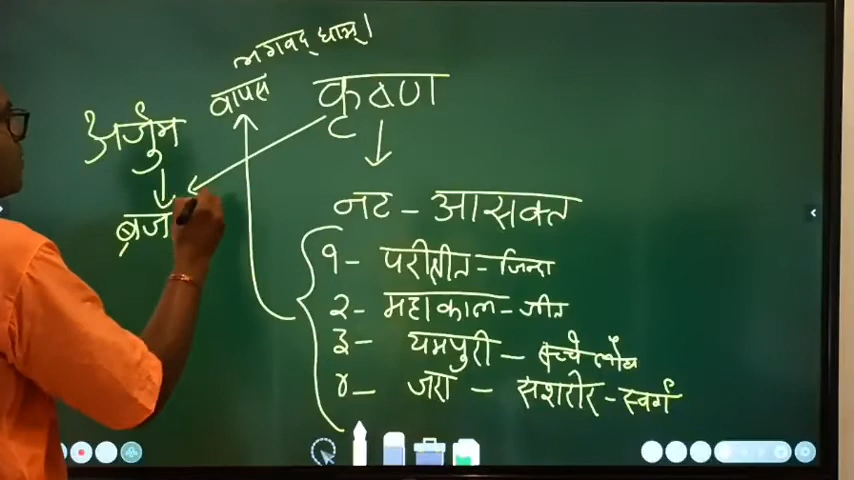 भगवद् धाम्।
वापस
कृष्ण
अर्जुन
ब्रज
नट - आसक्त
१- परीक्षीत - जिन्दा
२- महाकाल - जीत
३- यमपुरी - बच्चे लौब
४- जरा - सशरीर - स्वर्ग